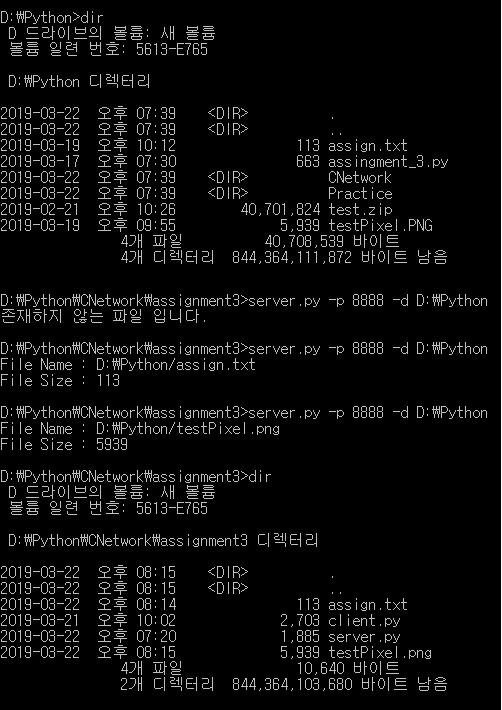 D:₩Python>dir
D 드라이브의 볼륨: 새 볼륨
볼륨 일련 번호: 5613-E765
D:₩Python 디렉터리
2019-03-22 오후 07:39 <DIR> .
2019-03-22 오후 07:39 <DIR> ..
2019-03-19 오후 10:12 113 assign.txt
2019-03-17 오후 07:30 663 assingment_3.py
2019-03-22 오후 07:39 <DIR> CNetwork
2019-03-22 오후 07:39 <DIR> Practice
2019-02-21 오후 10:26 40,701,824 test.zip
2019-03-19 오후 09:55 5,939 testPixel.PNG
4개 파일 40,708,539 바이트
4개 디렉터리 844,364,111,872 바이트 남음
D:₩Python₩CNetwork₩assignment3>server.py -p 8888 -d D:₩Python
존재하지 않는 파일 입니다.
D:₩Python₩CNetwork₩assignment3>server.py -p 8888 -d D:₩Python
File Name : D:₩Python/assign.txt
File Size : 113
D:₩Python₩CNetwork₩assignment3>server.py -p 8888 -d D:₩Python
File Name : D:₩Python/testPixel.png
File Size : 5939
D:₩Python₩CNetwork₩assignment3>dir
D 드라이브의 볼륨: 새 볼륨
볼륨 일련 번호: 5613-E765
D:₩Python₩CNetwork₩assignment3 디렉터리
2019-03-22 오후 08:15 <DIR> .
2019-03-22 오후 08:15 <DIR> ..
2019-03-22 오후 08:14 113 assign.txt
2019-03-21 오후 10:02 2,703 client.py
2019-03-22 오후 07:20 1,885 server.py
2019-03-22 오후 08:15 5,939 testPixel.png
4개 파일 10,640 바이트
2개 디렉터리 844,364,103,680 바이트 남음